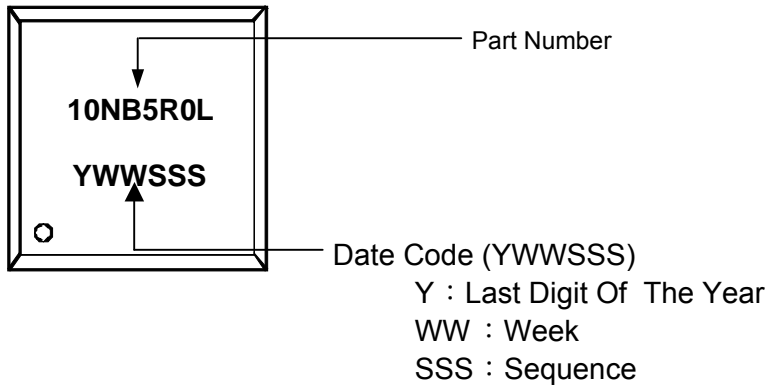 Part Number
10NB5R0L
YWWSSS
Date Code (YWWSSS)
Y：Last Digit Of The Year
WW：Week
SSS：Sequence